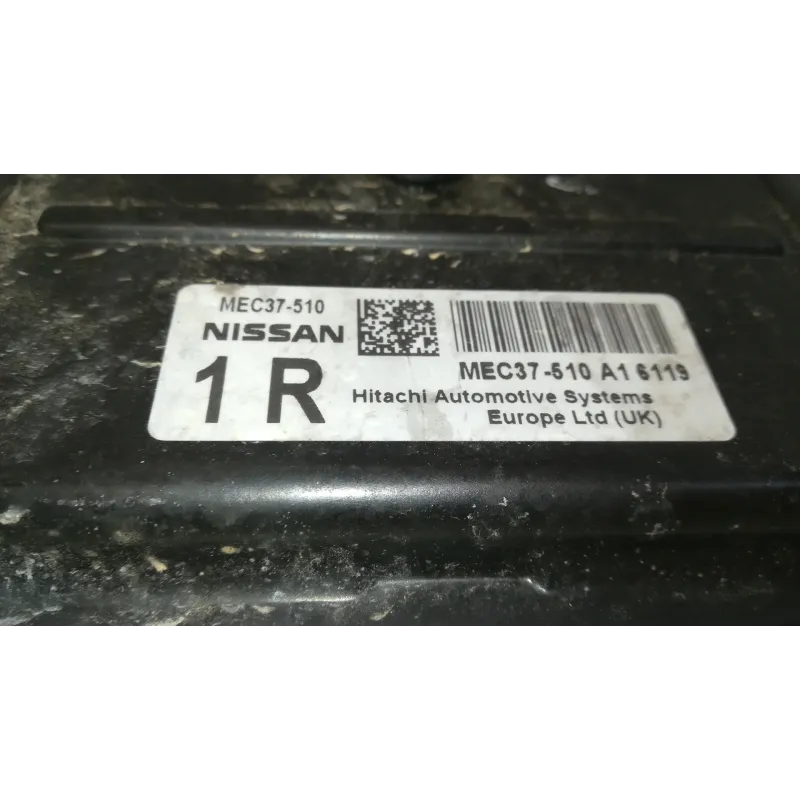 MEC37-510
NISSAN
1 R
MEC37-510 A1 6119
Hitachi Automotive Systems
Europe Ltd (UK)